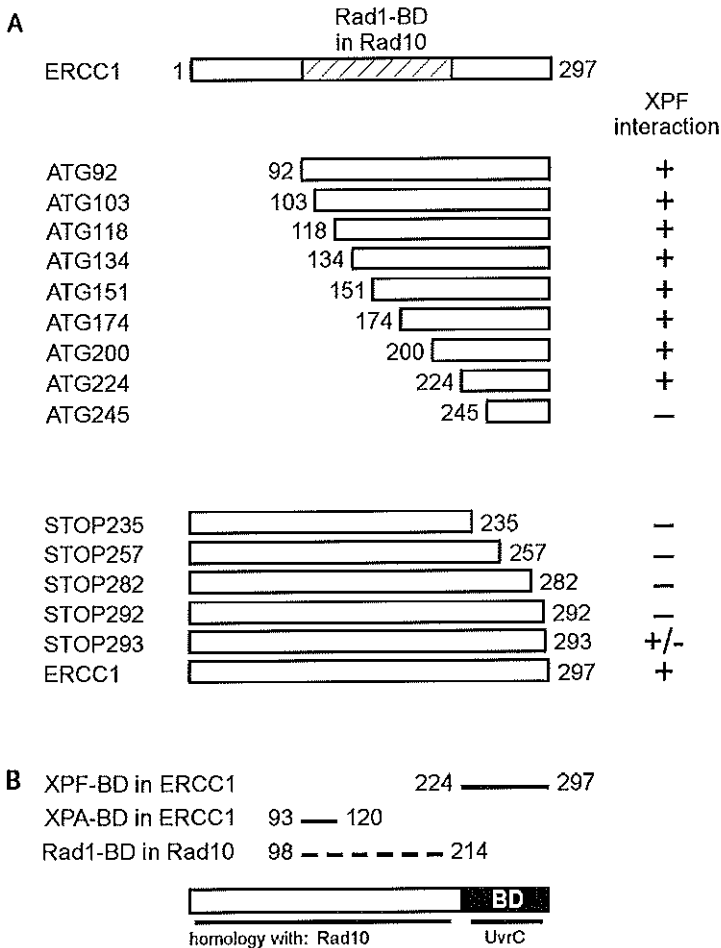 A
Rad1-BD
in Rad10
ERCC1 1 297
XPF
interaction
ATG92 92 +
ATG103 103 +
ATG118 118 +
ATG134 134 +
ATG151 151 +
ATG174 174 +
ATG200 200 +
ATG224 224 +
ATG245 245 –
STOP235 235 –
STOP257 257 –
STOP282 282 –
STOP292 292 –
STOP293 293 +/-
ERCC1 297 +
B
XPF-BD in ERCC1 224 297
XPA-BD in ERCC1 93 120
Rad1-BD in Rad10 98 214
BD
homology with: Rad10 UvrC